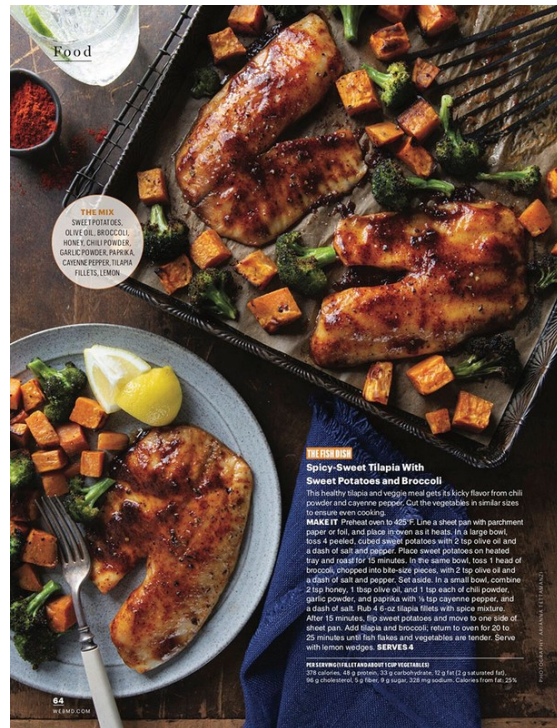 Food
THE MIX
SWEET POTATOES,
OLIVE OIL, BROCCOLI,
HONEY, CHILI POWDER,
GARLIC POWDER, PAPRIKA,
CAYENNE PEPPER, TILAPIA
FILLETS, LEMON
THE FISH DISH
Spicy-Sweet Tilapia With
Sweet Potatoes and Broccoli
This healthy tilapia and veggie meal gets its kicky flavor from chili
powder and cayenne pepper. Cut the vegetables in similar sizes
to ensure even cooking.
MAKE IT Preheat oven to 425°F. Line a sheet pan with parchment
paper or foil, and place in oven as it heats. In a large bowl,
toss 4 peeled, cubed sweet potatoes with 2 tsp olive oil and
a dash of salt and pepper. Place sweet potatoes on heated
tray and roast for 15 minutes. In the same bowl, toss 1 head of
broccoli, chopped into bite-size pieces, with 2 tsp olive oil and
a dash of salt and pepper. Set aside. In a small bowl, combine
2 tsp honey, 1 tbsp olive oil, and 1 tsp each of chili powder,
garlic powder, and paprika with tsp cayenne pepper, and
a dash of salt. Rub 4 6-oz tilapia fillets with spice mixture.
After 15 minutes, flip sweet potatoes and move to one side of
sheet pan. Add tilapia and broccoli; return to oven for 20 to
25 minutes until fish flakes and vegetables are tender. Serve
with lemon wedges. SERVES 4
PER SERVING (1 FILLET AND ABOUT 1 CUP VEGETABLES)
378 calories, 48 g protein, 33 g carbohydrate, 12 g fat (2 g saturated fat),
96 g cholesterol, 5 g fiber, 9 g sugar, 328 mg sodium. Calories from fat: 25%
PHOTOGRAPHY: ARIANNA TETTAMANZI
64
WEBMD.COM